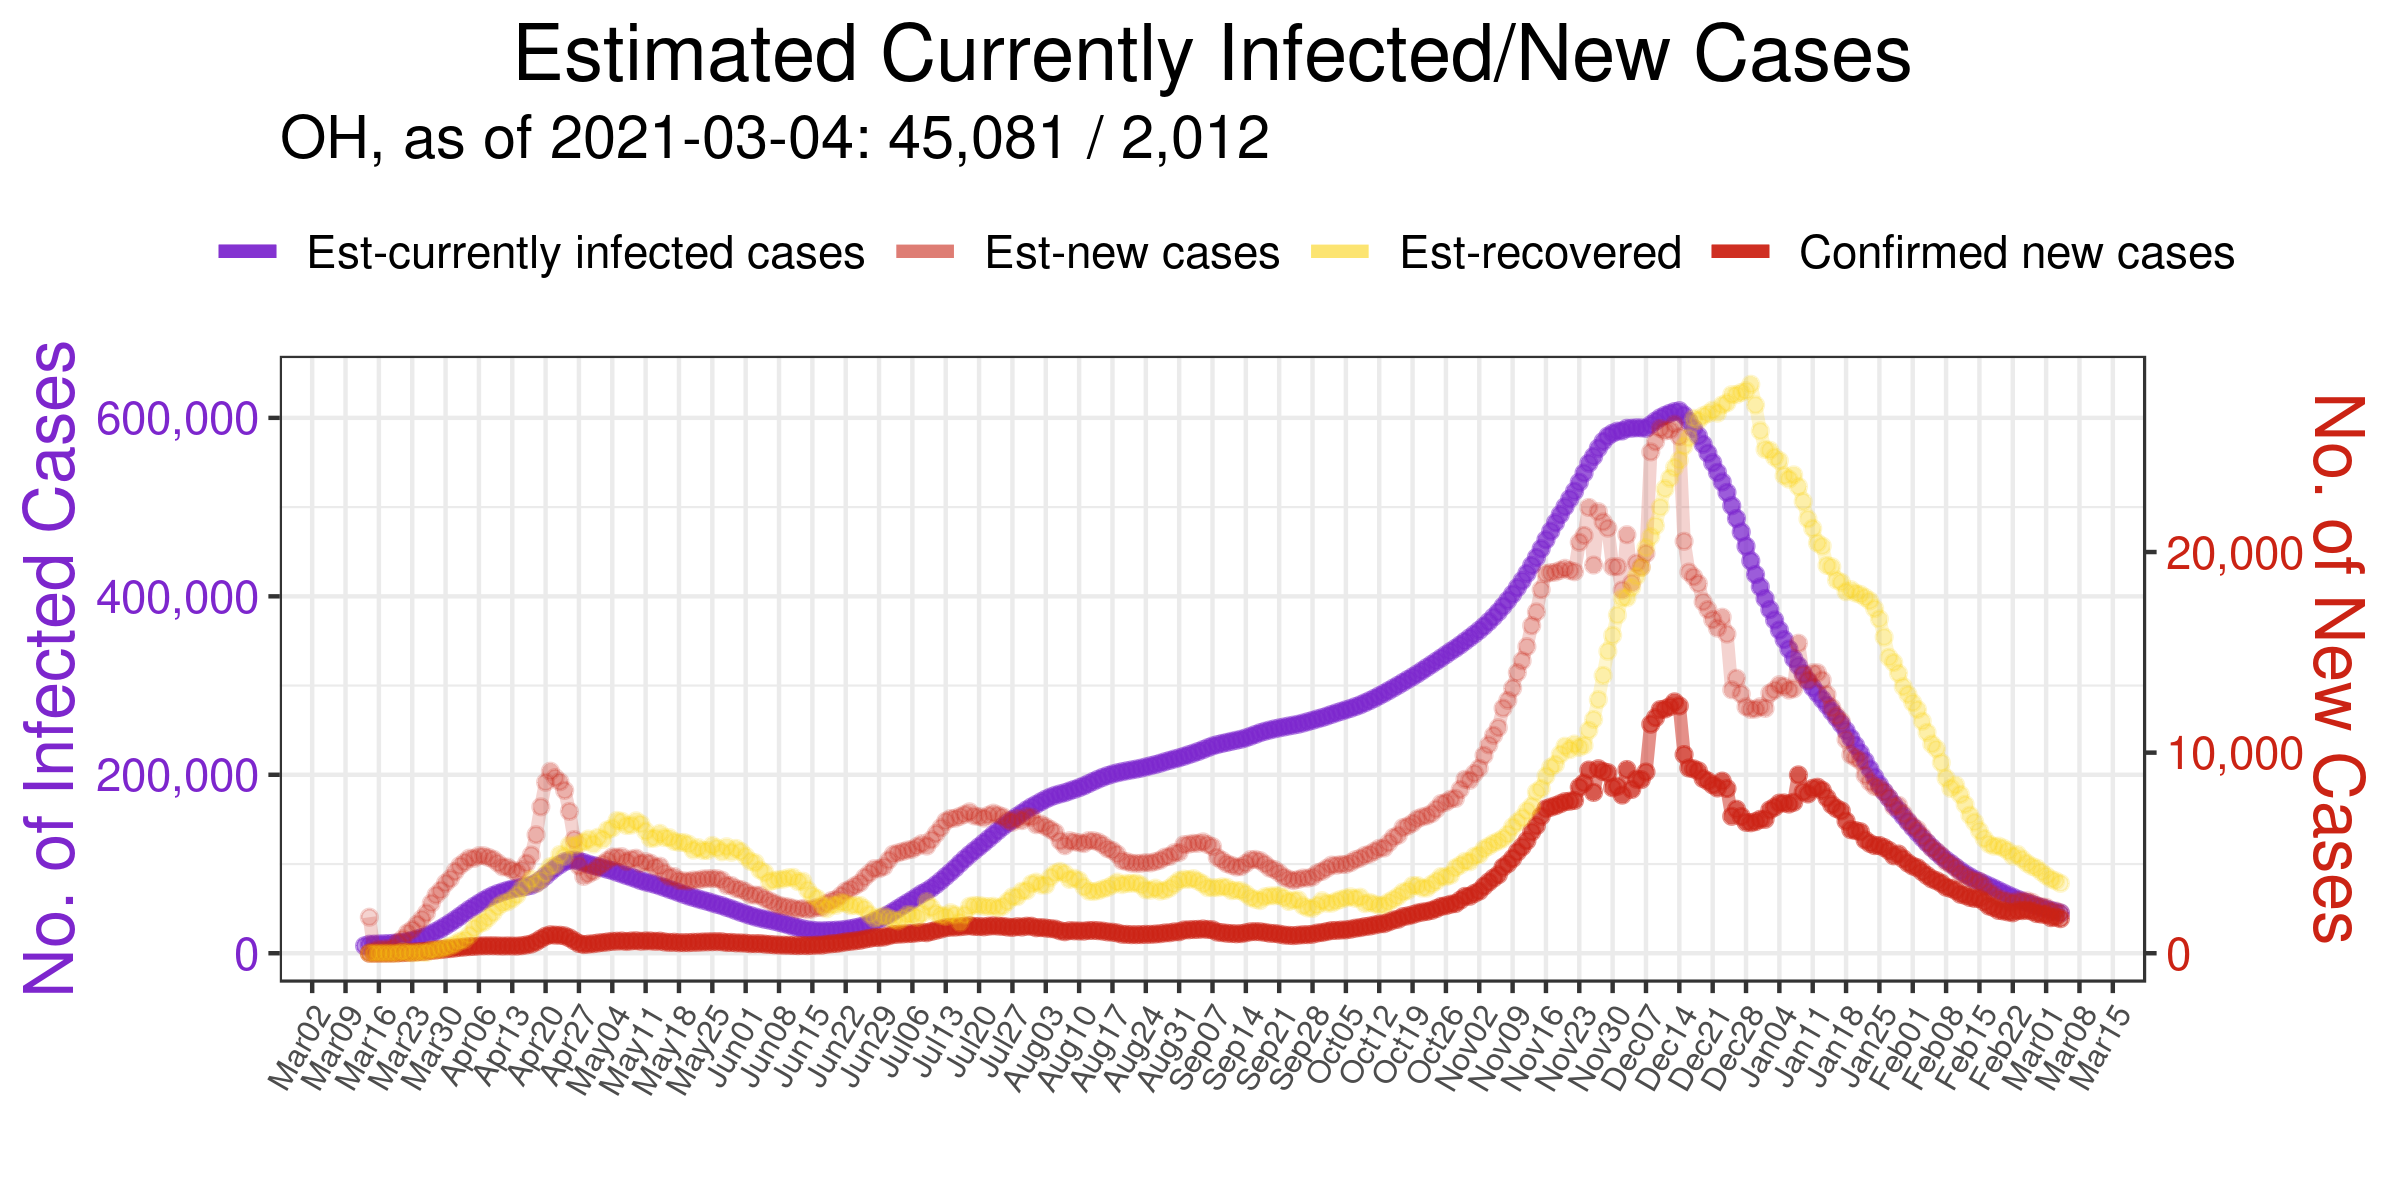 Estimated Currently Infected/New Cases
OH, as of 2021-03-04: 45,081 / 2,012
Est-currently infected cases Est-new cases Est-recovered Confirmed new cases
No. of Infected Cases
600,000
400,000
200,000
0
No. of New Cases
20,000
10,000
0
Mar02 Mar09 Mar16 Mar23 Mar30 Apr06 Apr13 Apr20 Apr27 May04 May11 May18 May25 Jun01 Jun08 Jun15 Jun22 Jun29 Jul06 Jul13 Jul20 Jul27 Aug03 Aug10 Aug17 Aug24 Aug31 Sep07 Sep14 Sep21 Sep28 Oct05 Oct12 Oct19 Oct26 Nov02 Nov09 Nov16 Nov23 Nov30 Dec07 Dec14 Dec21 Dec28 Jan04 Jan11 Jan18 Jan25 Feb01 Feb08 Feb15 Feb22 Mar01 Mar08 Mar15